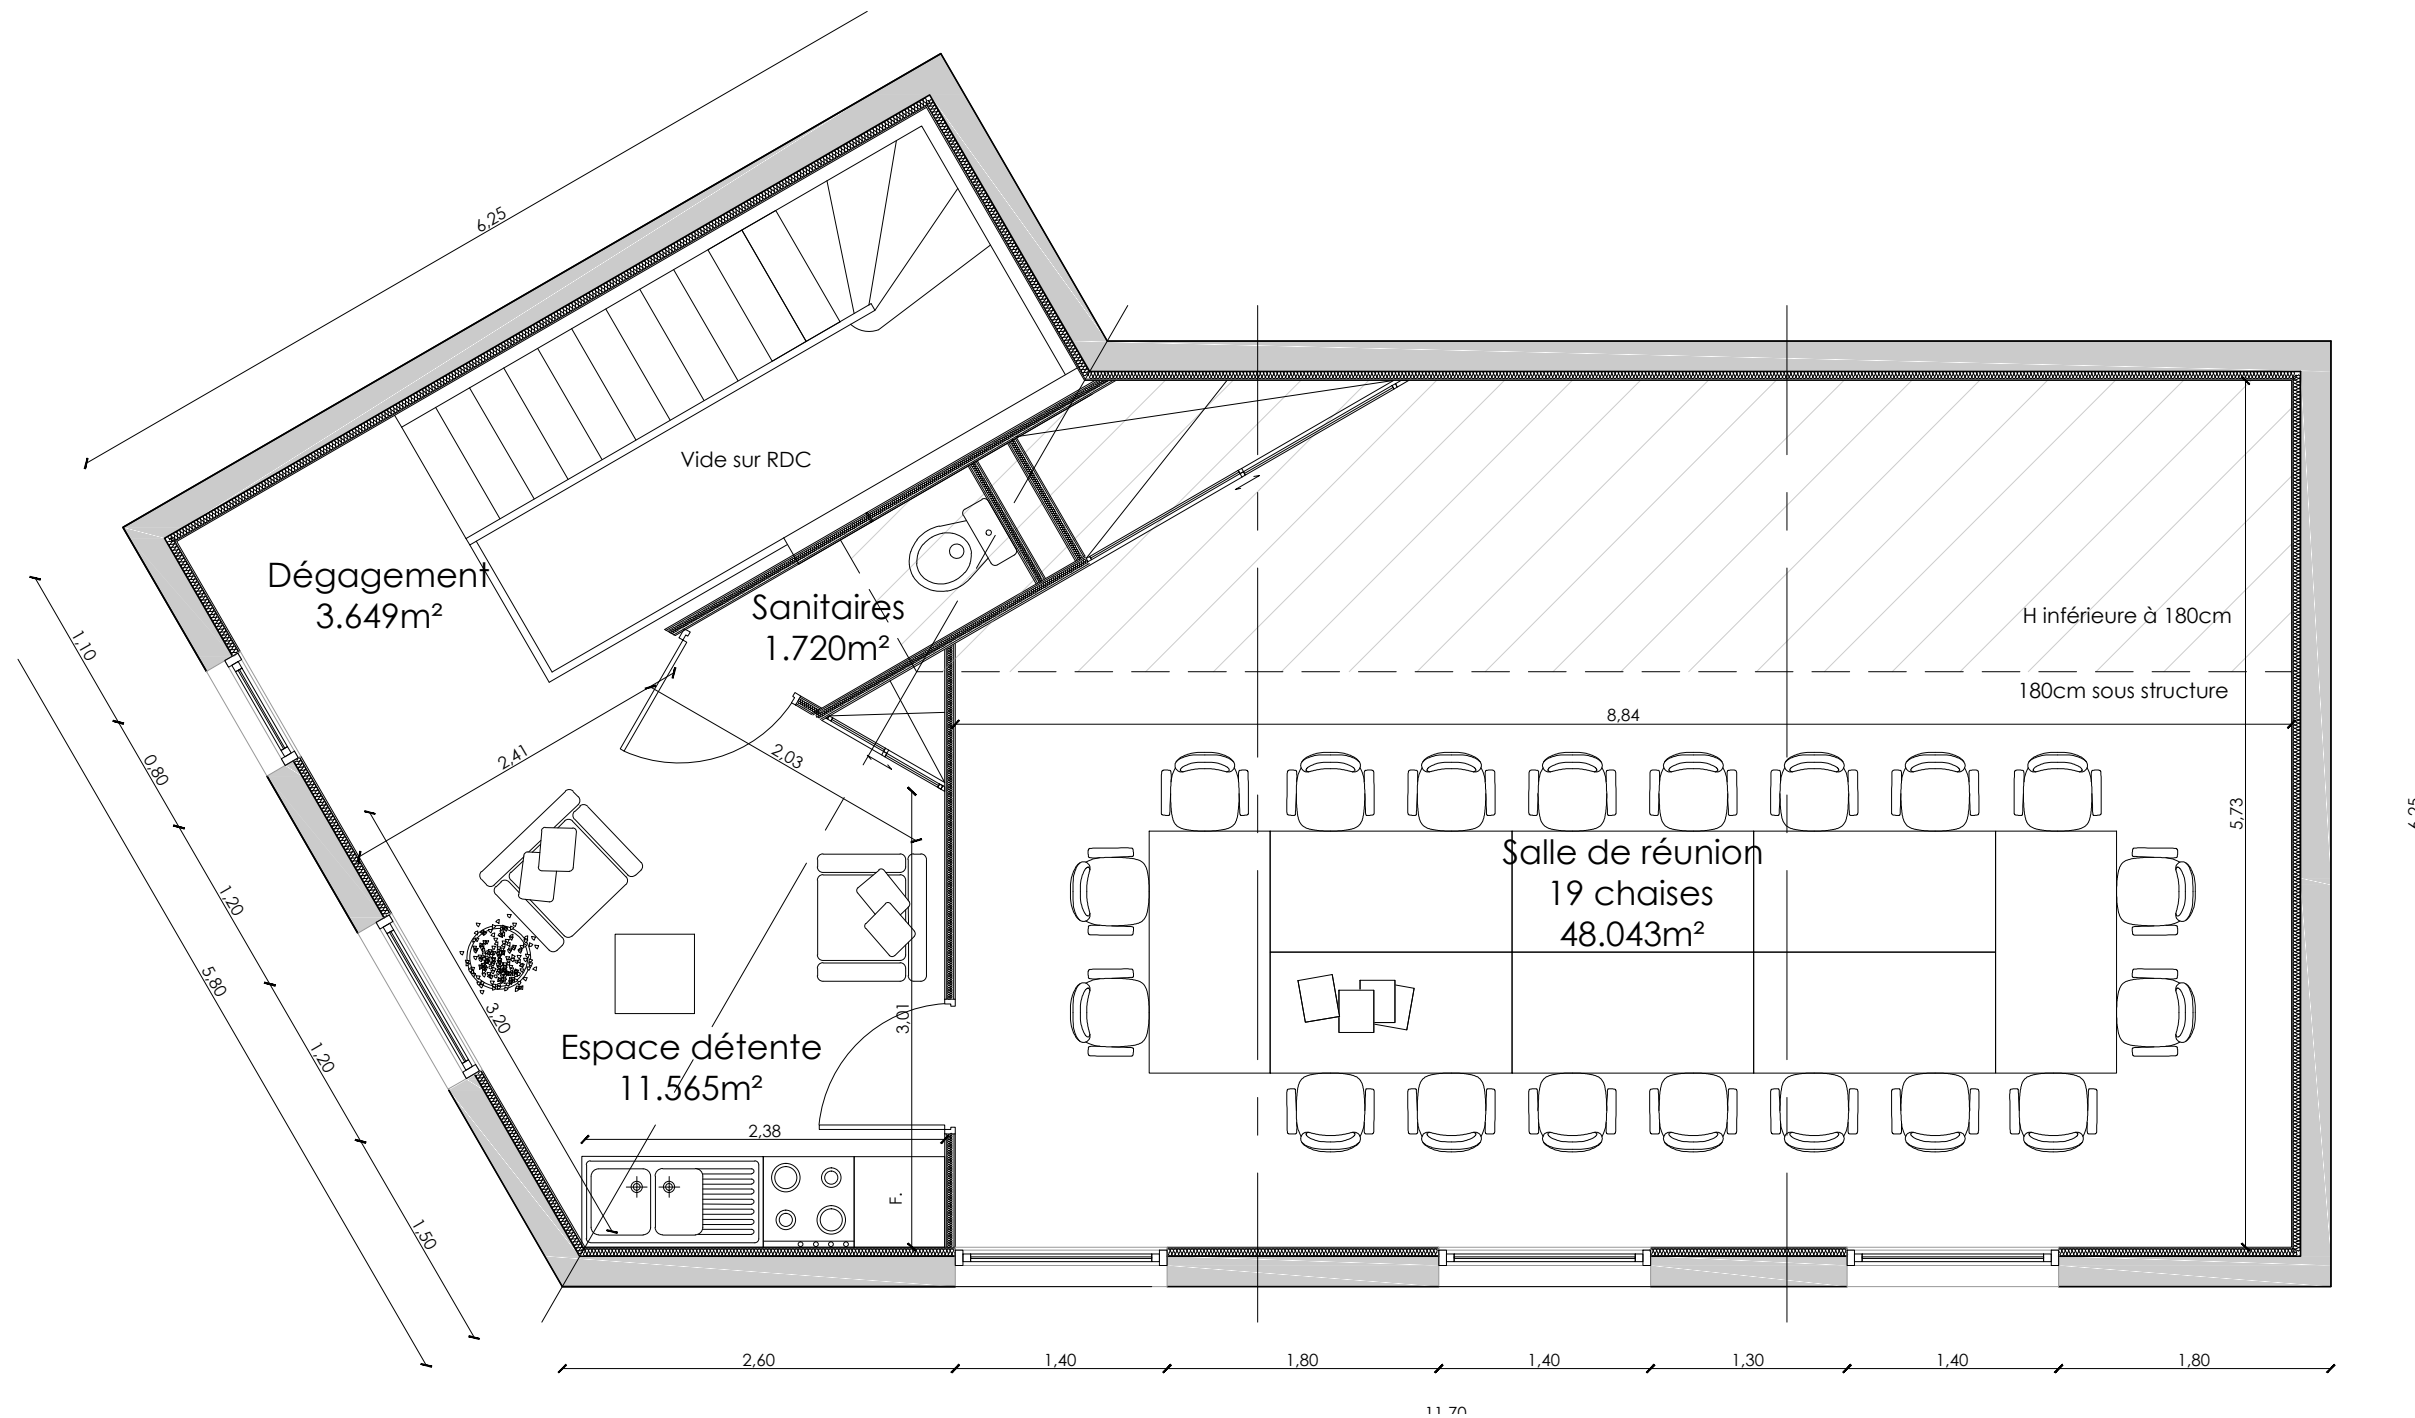 6,25
Vide sur RDC
Dégagement
3.649m²
Sanitaires
1.720m²
H inférieure à 180cm
180cm sous structure
8,84
1,10
0,80
1,20
1,20
1,50
5,80
2,41
2,03
3,20
3,01
5,73
6,25
Salle de réunion
19 chaises
48.043m²
Espace détente
11.565m²
2,38
F.
2,60
1,40
1,80
1,40
1,30
1,40
1,80
11,70